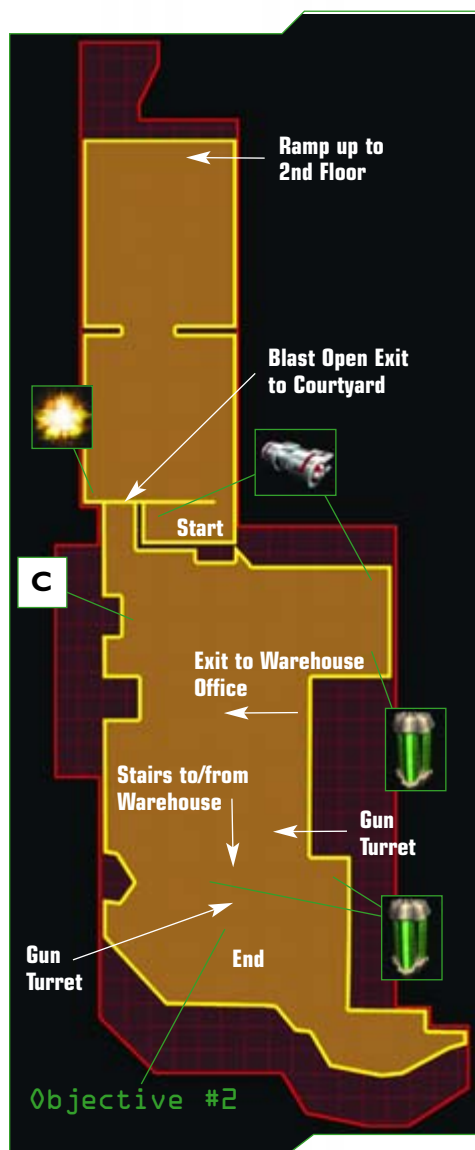 Ramp up to
2nd Floor
Blast Open Exit
to Courtyard
Start
C
Exit to Warehouse
Office
Stairs to/from
Warehouse
Gun
Turret
Gun
Turret
End
Objective #2